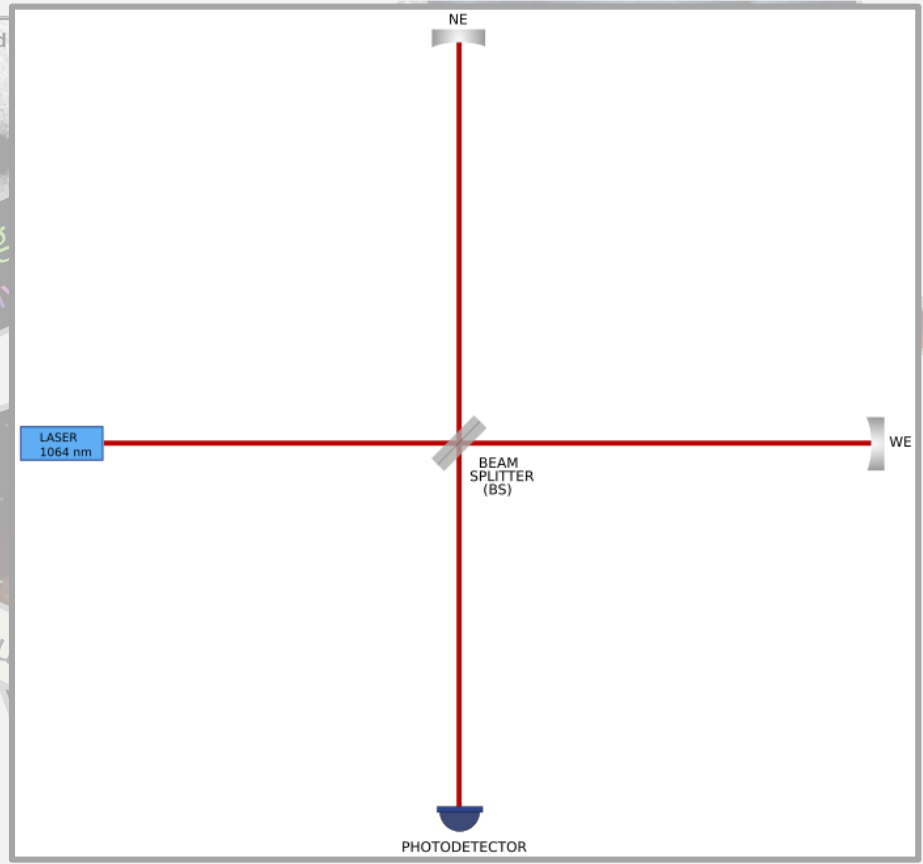 NE
LASER
1064 nm
WE
BEAM
SPLITTER
(BS)
PHOTODETECTOR